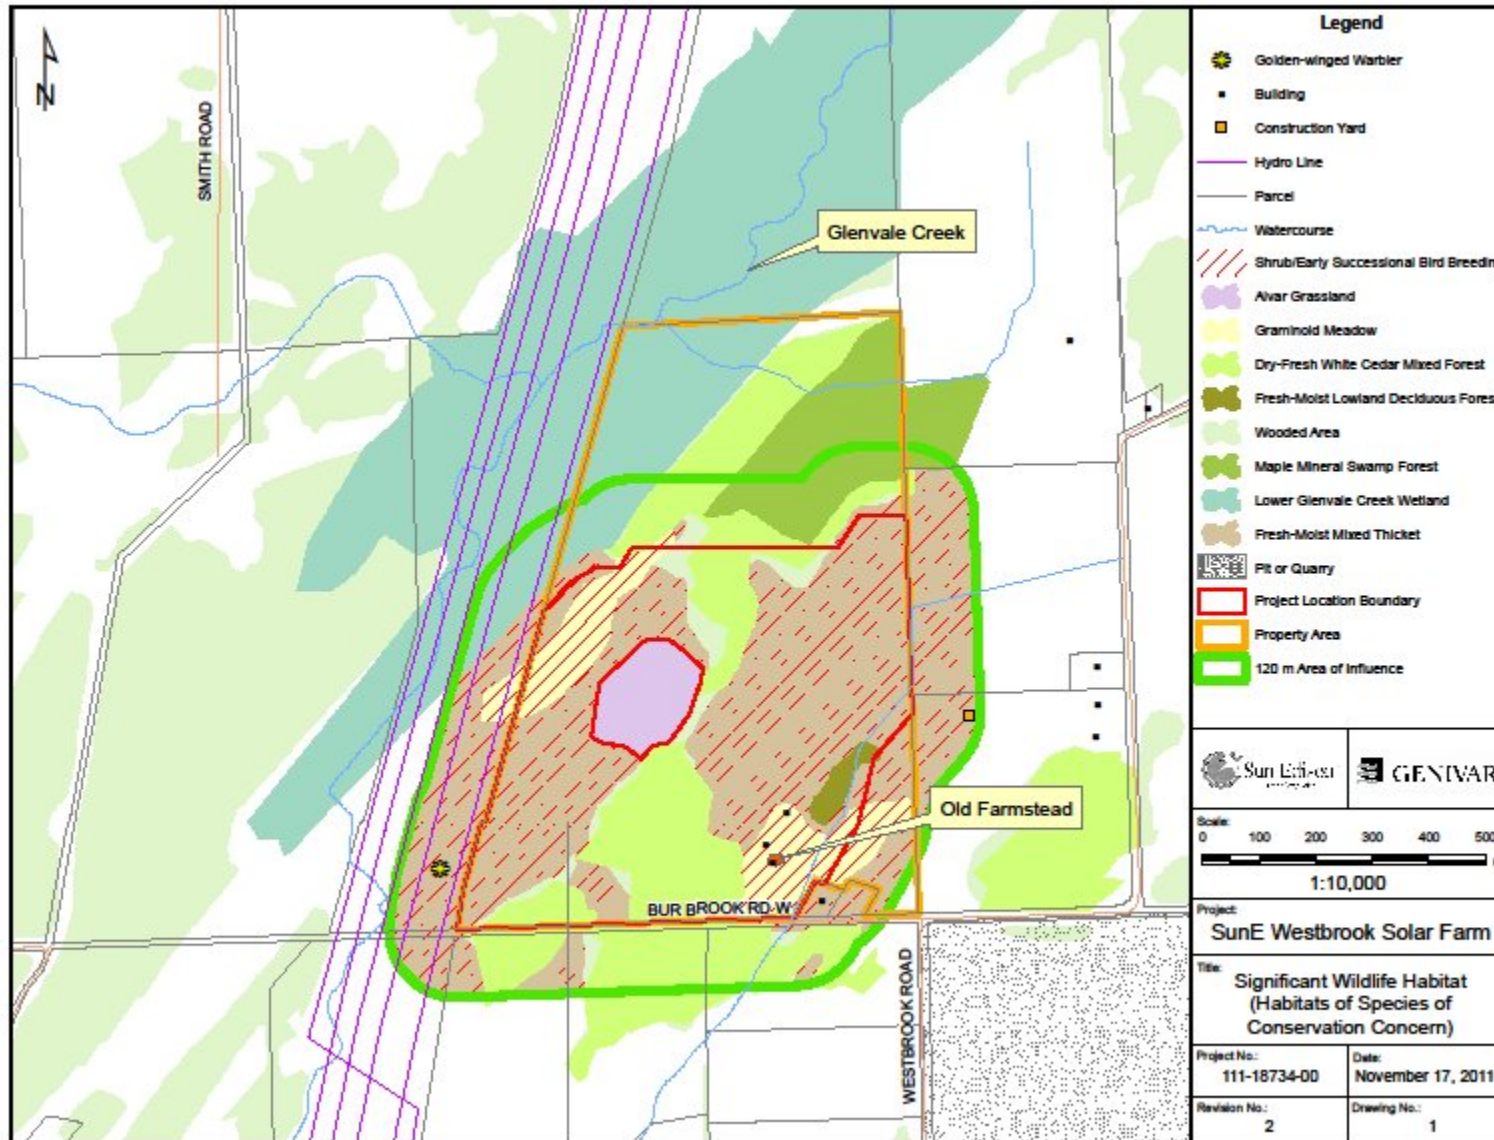 N
SMITH ROAD
Glenvale Creek
Old Farmstead
BUR BROOK RD W
WESTBROOK ROAD
Legend
Golden-winged Warbler
Building
Construction Yard
Hydro Line
Parcel
Watercourse
Shrub/Early Successional Bird Breedin
Alvar Grassland
Graminoid Meadow
Dry-Fresh White Cedar Mixed Forest
Fresh-Moist Lowland Deciduous Fores
Wooded Area
Maple Mineral Swamp Forest
Lower Glenvale Creek Wetland
Fresh-Moist Mixed Thicket
Pit or Quarry
Project Location Boundary
Property Area
120 m Area of Influence
Sun Edison
GENIVAR
Scale:
0 100 200 300 400 500
1:10,000
Project:
SunE Westbrook Solar Farm
Title:
Significant Wildlife Habitat
(Habitats of Species of
Conservation Concern)
Project No.:
111-18734-00
Date:
November 17, 2011
Revision No.:
2
Drawing No.:
1